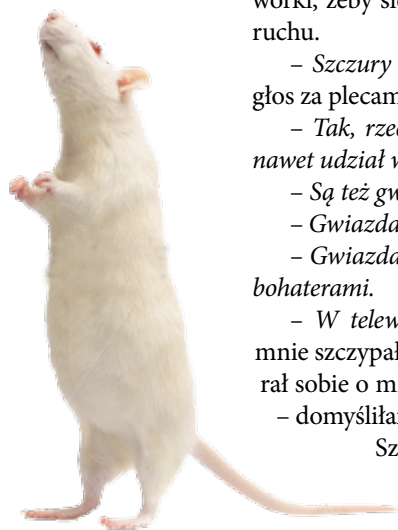 worki, żeby się
ruchu.
– Szczury
głos za plecam
– Tak, rzec
nawet udział w
– Są też gw
– Gwiazda
– Gwiazda
bohaterami.
– W telew
mnie szczypał
rał sobie o m
– domyśliłam
Sz